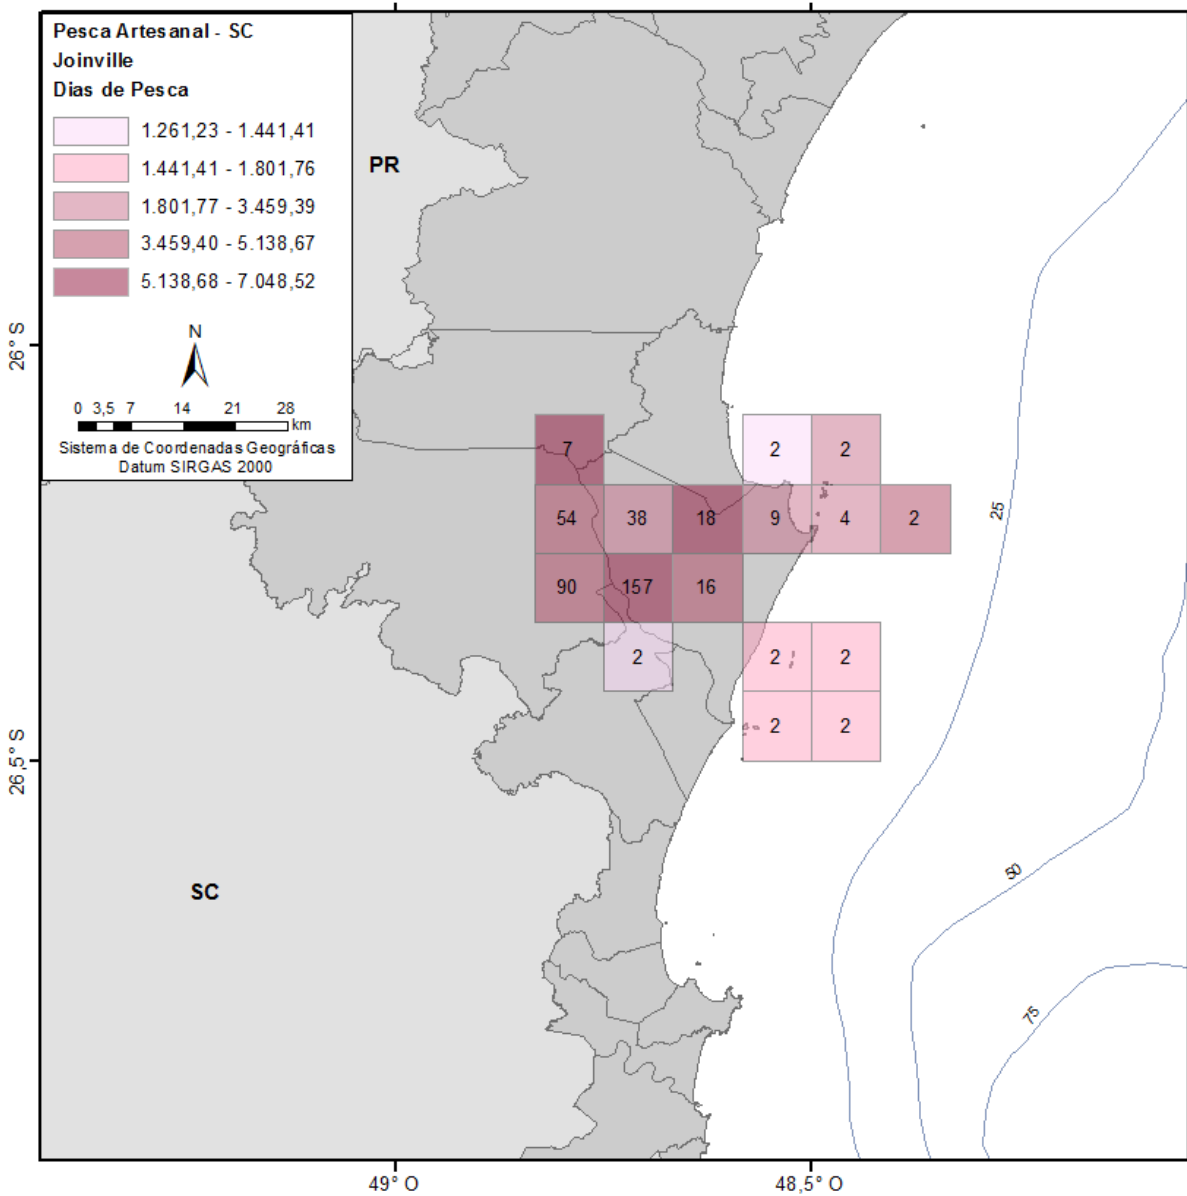 Pesca Artesanal - SC
Joinville
Dias de Pesca
1.261,23 - 1.441,41
1.441,41 - 1.801,76
1.801,77 - 3.459,39
3.459,40 - 5.138,67
5.138,68 - 7.048,52
N
0 3,5 7 14 21 28
km
Sistema de Coordenadas Geográficas
Datum SIRGAS 2000
PR
26° S
7 2 2
54 38 18 9 4 2
25
90 157 16
2 2 2
2 2
26,5° S
50
SC
75
49° O 48,5° O